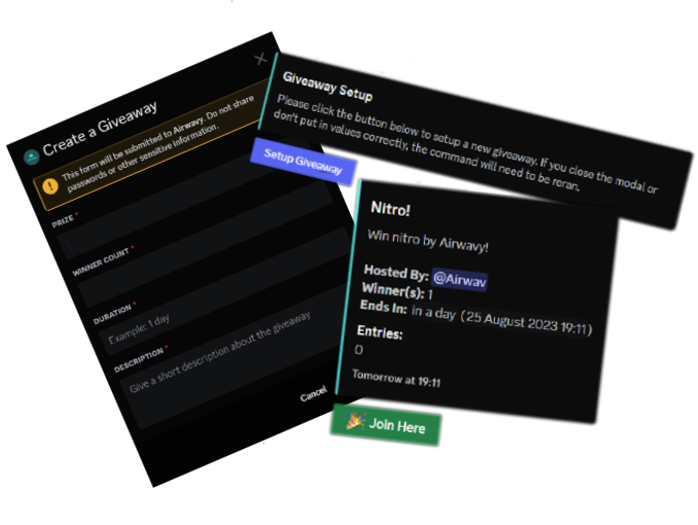 Create a Giveaway
This form will be submitted to Airwavy. Do not share
passwords or other sensitive information.
PRIZE *
WINNER COUNT *
DURATION *
Example: 1 day
DESCRIPTION *
Give a short description about the giveaway
Cancel
Giveaway Setup
Please click the button below to setup a new giveaway. If you close the modal or
don't put in values correctly, the command will need to be reran.
Setup Giveaway
Nitro!
Win nitro by Airwavy!
Hosted By: @Airwav
Winner(s): 1
Ends In: in a day (25 August 2023 19:11)
Entries:
0
Tomorrow at 19:11
🎉 Join Here